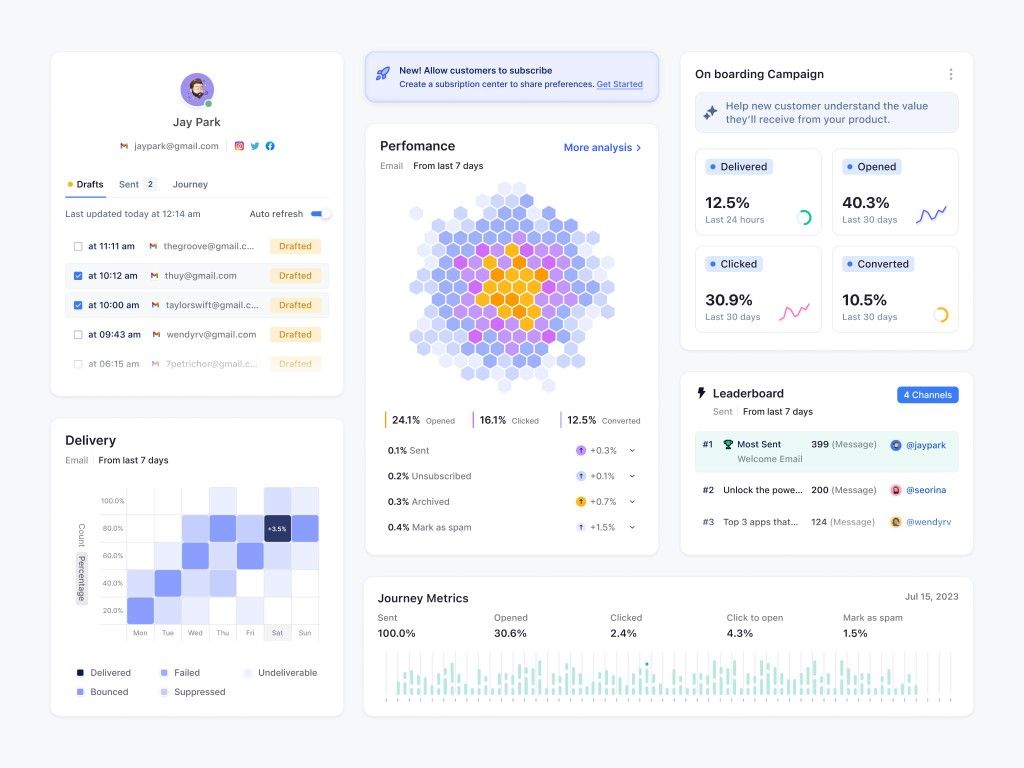 Jay Park
jaypark@gmail.com
Drafts Sent 2 Journey
Last updated today at 12:14 am Auto refresh
at 11:11 am thegroove@gmail.c... Drafted
at 10:12 am thuy@gmail.com Drafted
at 10:00 am taylorswift@gmail.c... Drafted
at 09:43 am wendyrv@gmail.com Drafted
at 06:15 am 7petrichor@gmail.c... Drafted
Delivery
Email From last 7 days
Count
Percentage
100.0%
80.0%
60.0%
40.0%
20.0%
+3.5%
Mon Tue Wed Thu Fri Sat Sun
Delivered Failed Undeliverable
Bounced Suppressed
New! Allow customers to subscribe
Create a subsription center to share preferences. Get Started
Perfomance More analysis
Email From last 7 days
24.1% Opened 16.1% Clicked 12.5% Converted
0.1% Sent +0.3%
0.2% Unsubscribed +0.1%
0.3% Archived +0.7%
0.4% Mark as spam +1.5%
On boarding Campaign
Help new customer understand the value
they'll receive from your product.
Delivered
12.5%
Last 24 hours
Opened
40.3%
Last 30 days
Clicked
30.9%
Last 30 days
Converted
10.5%
Last 30 days
Leaderboard 4 Channels
Sent From last 7 days
#1 Most Sent 399 (Message) @jaypark
Welcome Email
#2 Unlock the powe... 200 (Message) @seorina
#3 Top 3 apps that... 124 (Message) @wendyrv
Journey Metrics Jul 15, 2023
Sent Opened Clicked Click to open Mark as spam
100.0% 30.6% 2.4% 4.3% 1.5%